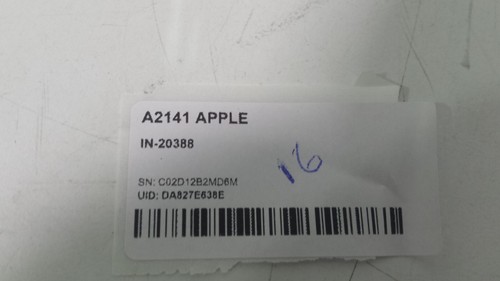 A2141 APPLE
IN-20388
16
SN: C02D12B2MD6M
UID: DA827E638E